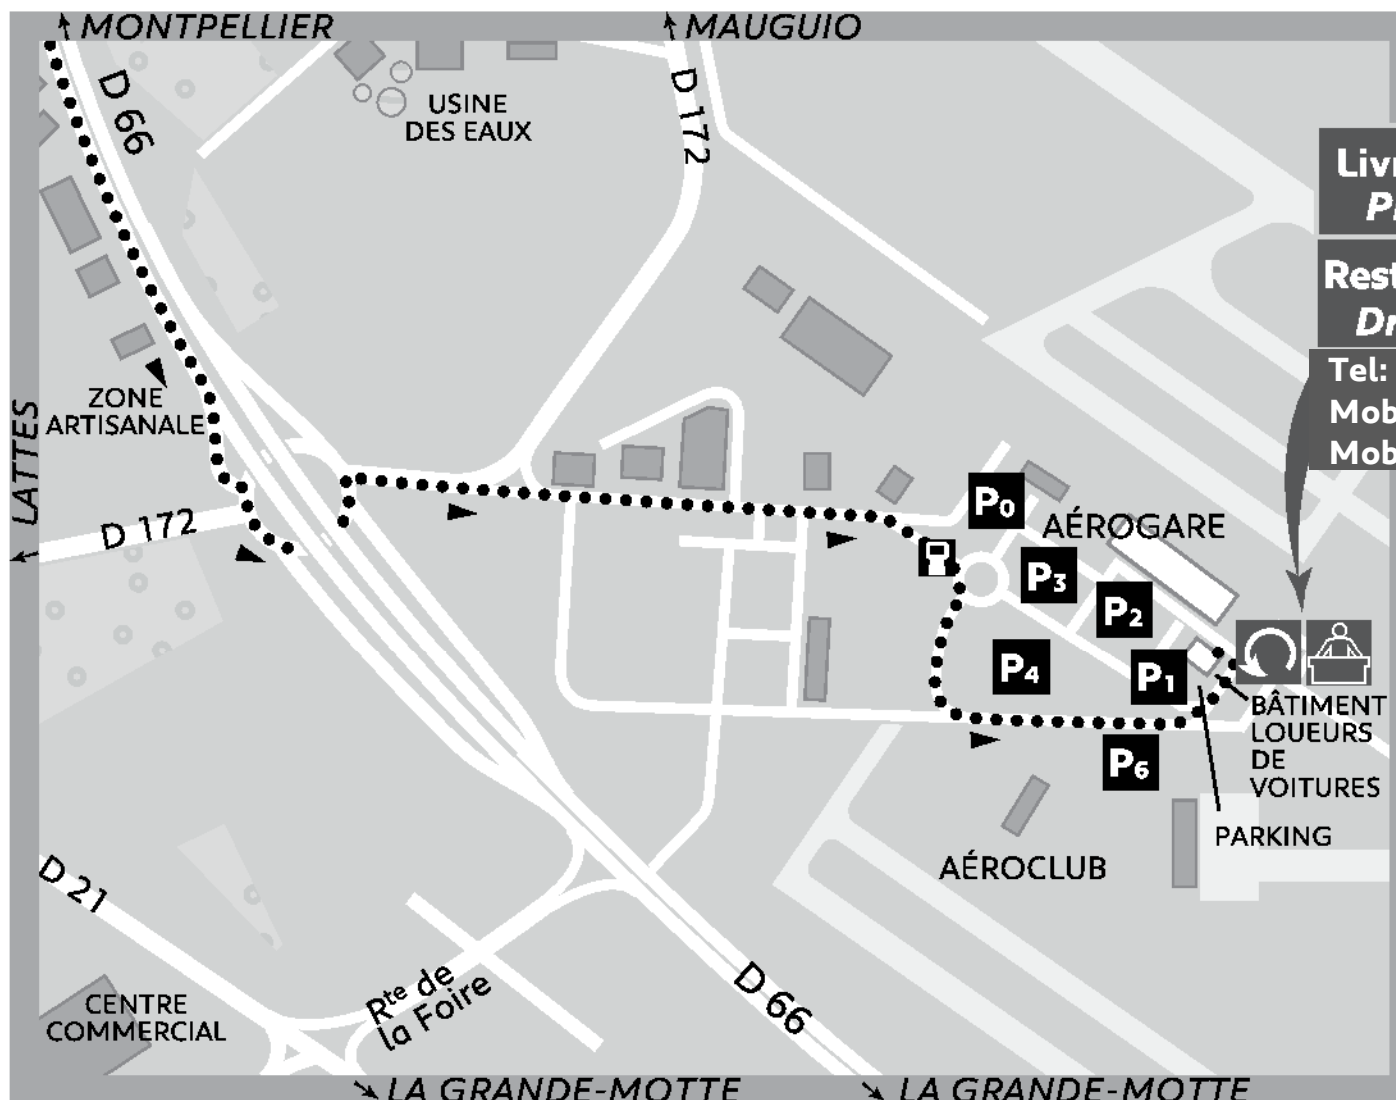 MONTPELLIER
MAUGUIO
D 66
D 172
USINE
DES EAUX
ZONE
ARTISANALE
LATTES
D 172
P0
AÉROGARE
P3
P2
P4
P1
BÂTIMENT
LOUEURS
DE
VOITURES
P6
PARKING
AÉROCLUB
D 21
Rte de
la Foire
D 66
CENTRE
COMMERCIAL
LA GRANDE-MOTTE
LA GRANDE-MOTTE
Tel: